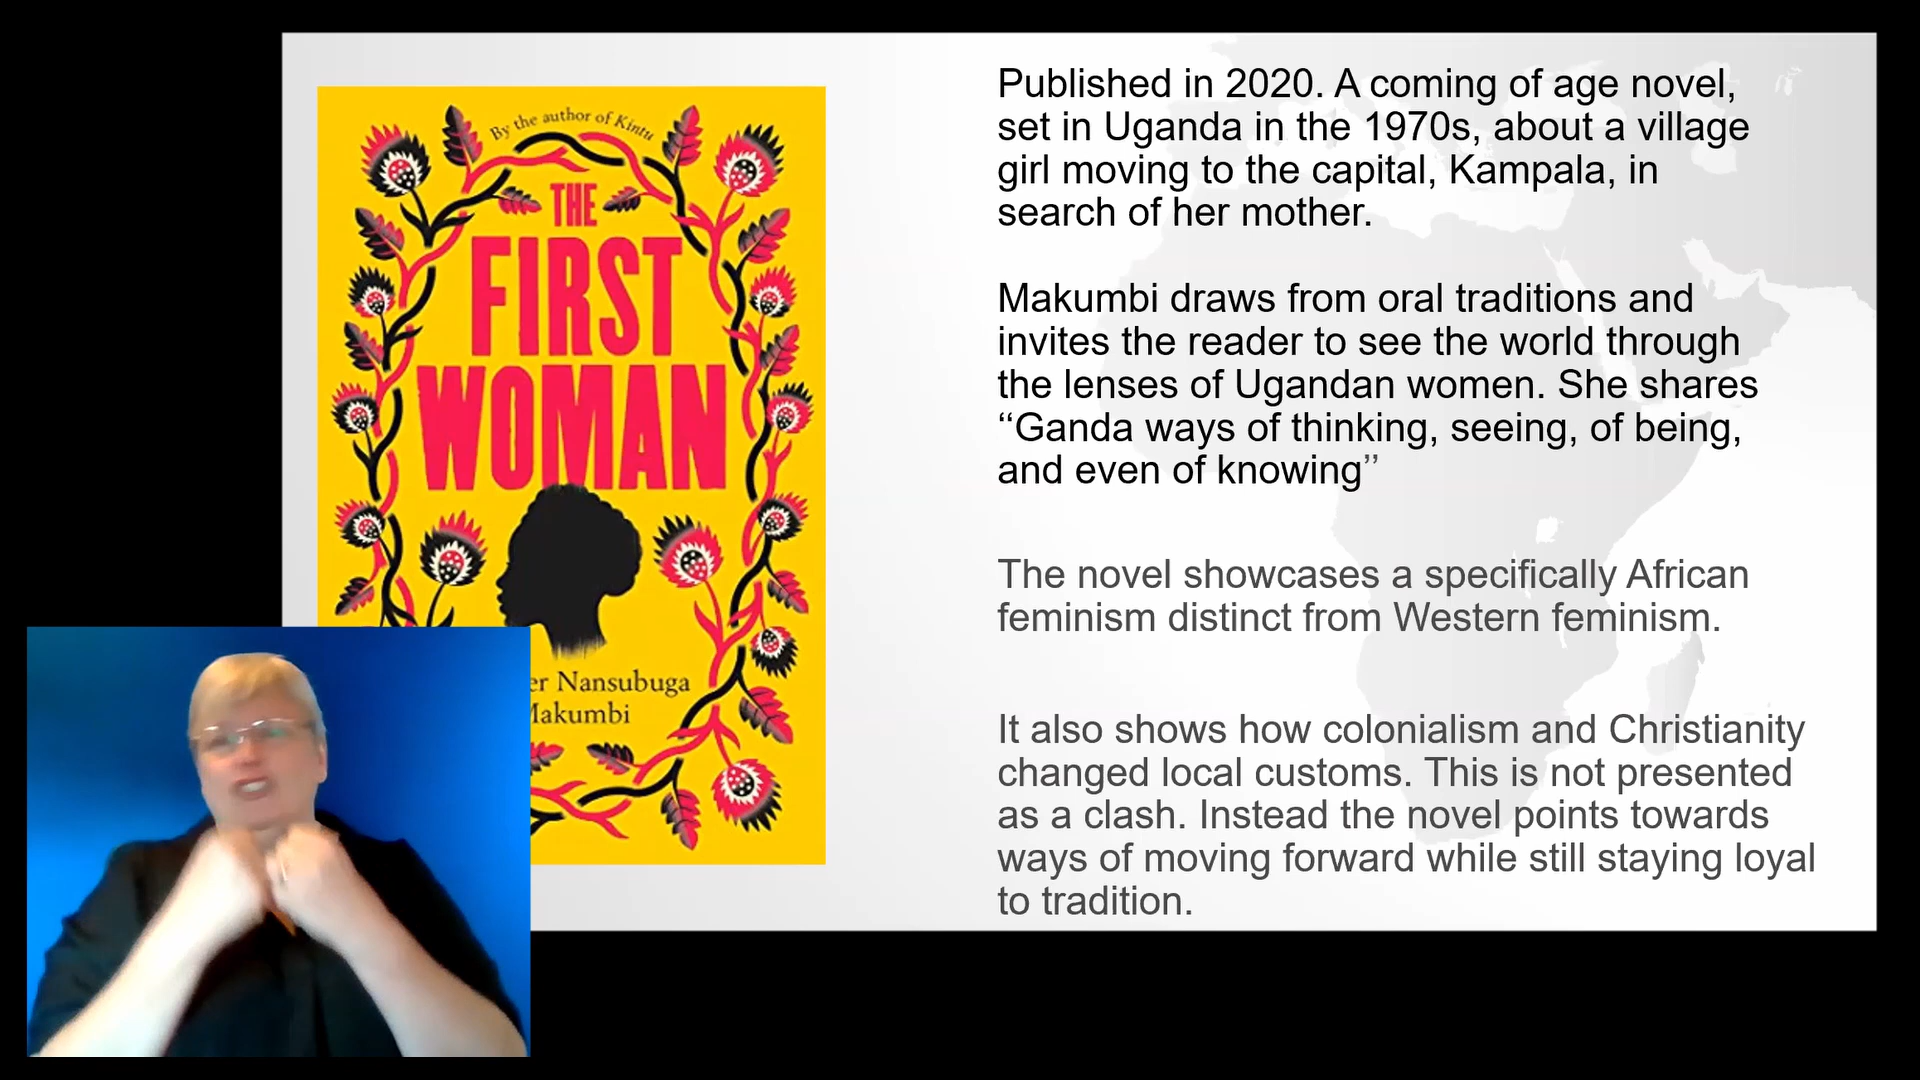 By the author of Kintu
THE
FIRST
WOMAN
er Nansubuga
Makumbi
Published in 2020. A coming of age novel,
set in Uganda in the 1970s, about a village
girl moving to the capital, Kampala, in
search of her mother.
Makumbi draws from oral traditions and
invites the reader to see the world through
the lenses of Ugandan women. She shares
“Ganda ways of thinking, seeing, of being,
and even of knowing”
The novel showcases a specifically African
feminism distinct from Western feminism.
It also shows how colonialism and Christianity
changed local customs. This is not presented
as a clash. Instead the novel points towards
ways of moving forward while still staying loyal
to tradition.